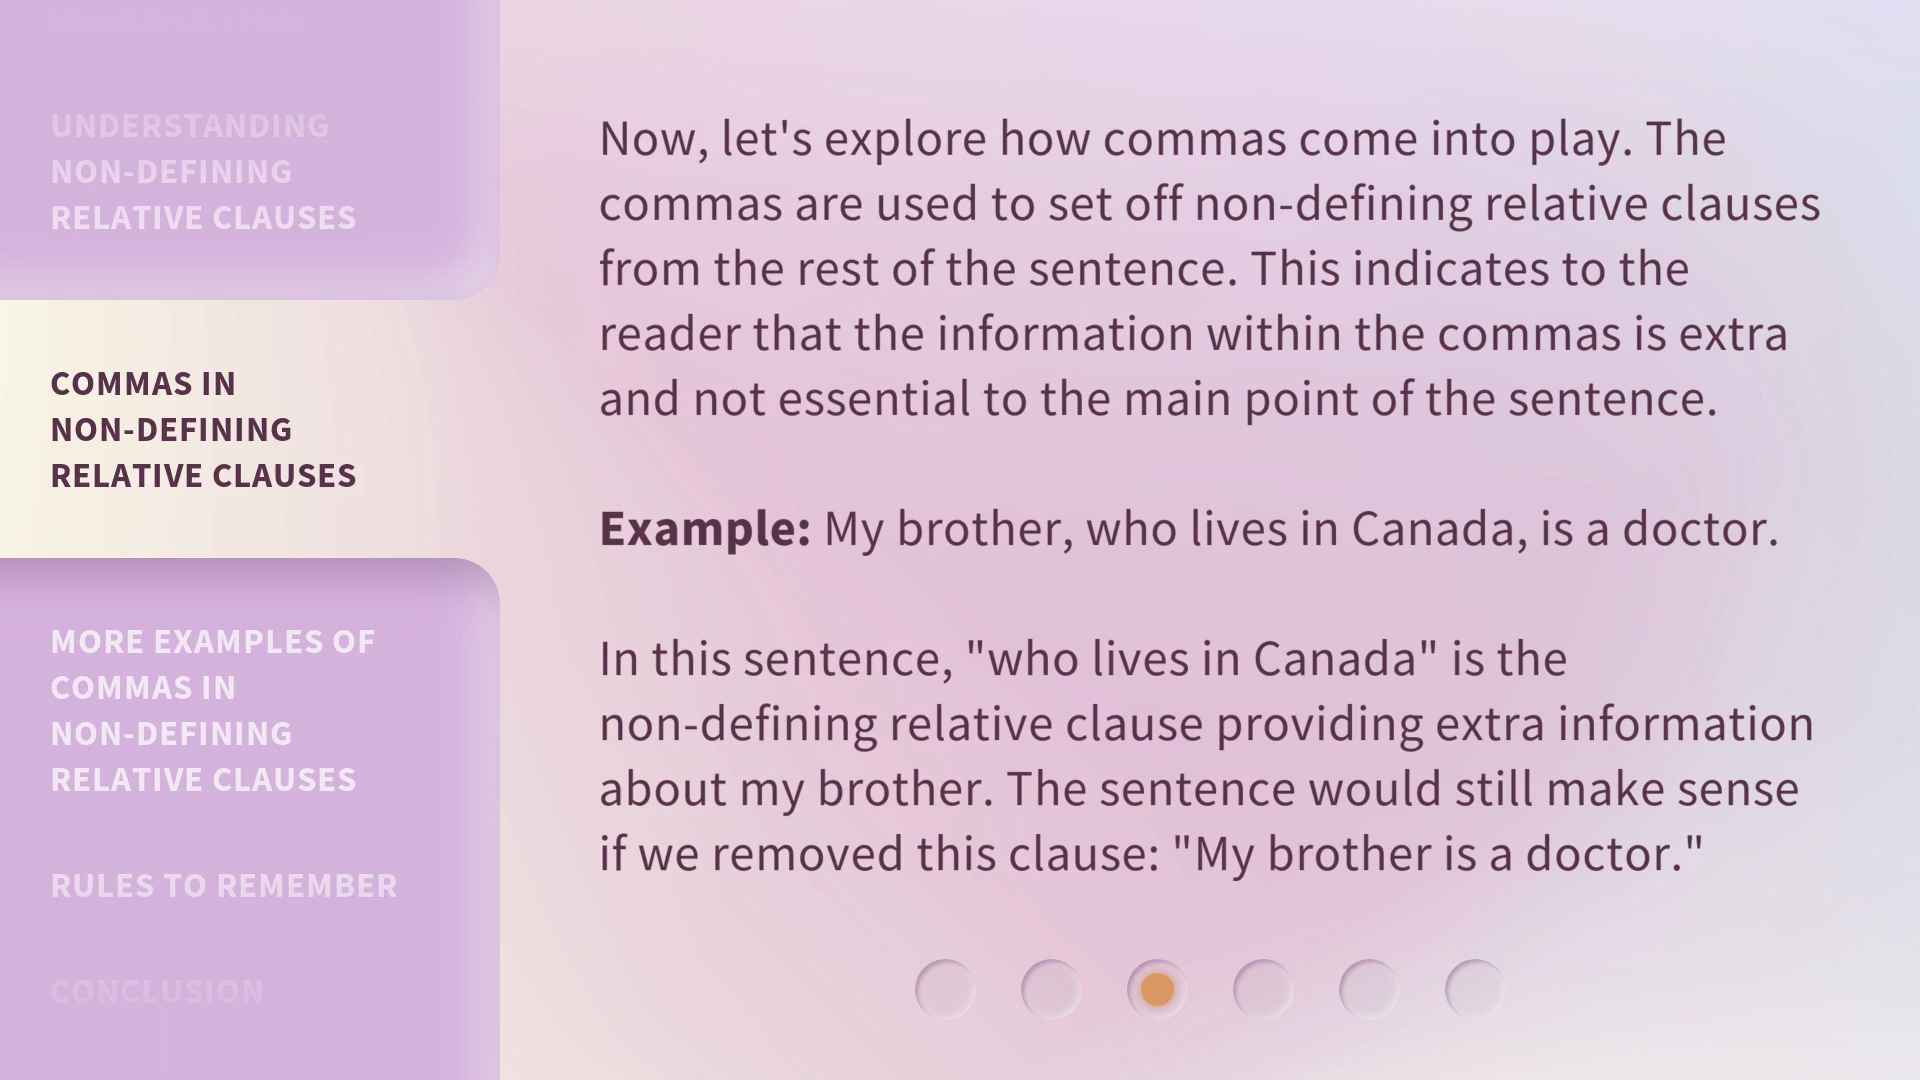 INTRODUCTION
UNDERSTANDING
NON-DEFINING
RELATIVE CLAUSES
COMMAS IN
NON-DEFINING
RELATIVE CLAUSES
MORE EXAMPLES OF
COMMAS IN
NON-DEFINING
RELATIVE CLAUSES
RULES TO REMEMBER
CONCLUSION
Now, let's explore how commas come into play. The
commas are used to set off non-defining relative clauses
from the rest of the sentence. This indicates to the
reader that the information within the commas is extra
and not essential to the main point of the sentence.
Example: My brother, who lives in Canada, is a doctor.
In this sentence, "who lives in Canada" is the
non-defining relative clause providing extra information
about my brother. The sentence would still make sense
if we removed this clause: "My brother is a doctor."